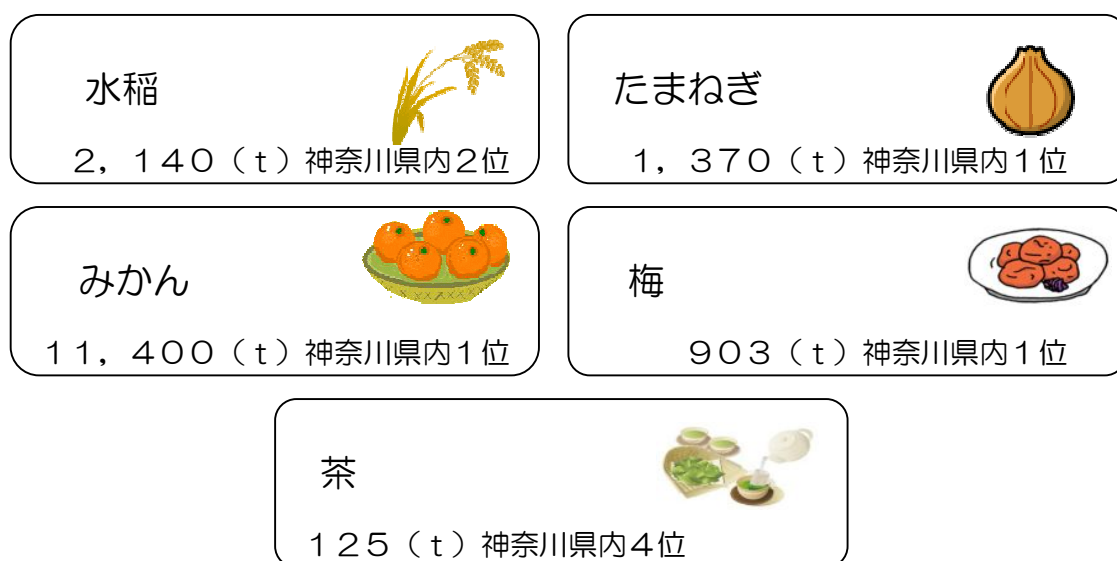 水稲
２，１４０（ｔ）神奈川県内２位
たまねぎ
１，３７０（ｔ）神奈川県内１位
みかん
１１，４００（ｔ）神奈川県内１位
梅
９０３（ｔ）神奈川県内１位
茶
１２５（ｔ）神奈川県内４位